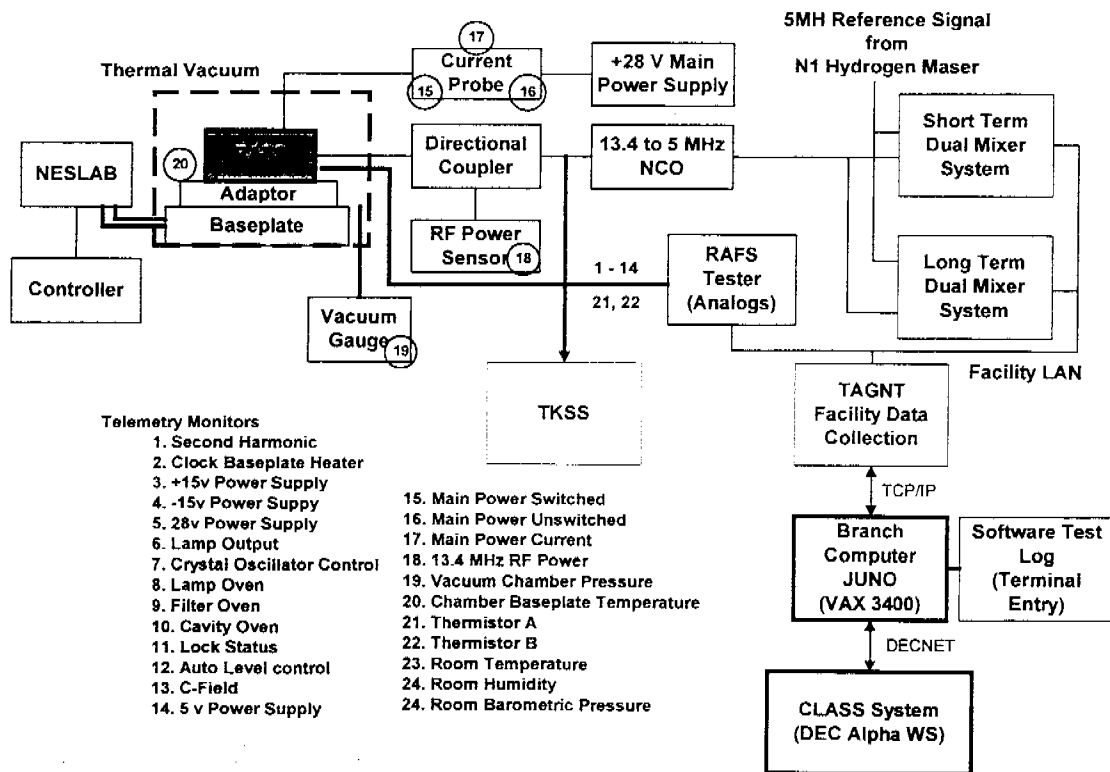 5MH Reference Signal
from
N1 Hydrogen Maser
Thermal Vacuum
17
Current
Probe
15
16
+28 V Main
Power Supply
NESLAB
20
Adaptor
Baseplate
Directional
Coupler
13.4 to 5 MHz
NCO
Short Term
Dual Mixer
System
Controller
RF Power
Sensor
18
1 - 14
21, 22
RAFS
Tester
(Analogs)
Long Term
Dual Mixer
System
Vacuum
Gauge
19
Facility LAN
TKSS
TAGNT
Facility Data
Collection
TCP/IP
Branch
Computer
JUNO
(VAX 3400)
Software Test
Log
(Terminal
Entry)
DECNET
CLASS System
(DEC Alpha WS)
Telemetry Monitors
1. Second Harmonic
2. Clock Baseplate Heater
3. +15v Power Supply
4. -15v Power Suppy
5. 28v Power Supply
6. Lamp Output
7. Crystal Oscillator Control
8. Lamp Oven
9. Filter Oven
10. Cavity Oven
11. Lock Status
12. Auto Level control
13. C-Field
14. 5 v Power Supply
15. Main Power Switched
16. Main Power Unswitched
17. Main Power Current
18. 13.4 MHz RF Power
19. Vacuum Chamber Pressure
20. Chamber Baseplate Temperature
21. Thermistor A
22. Thermistor B
23. Room Temperature
24. Room Humidity
24. Room Barometric Pressure